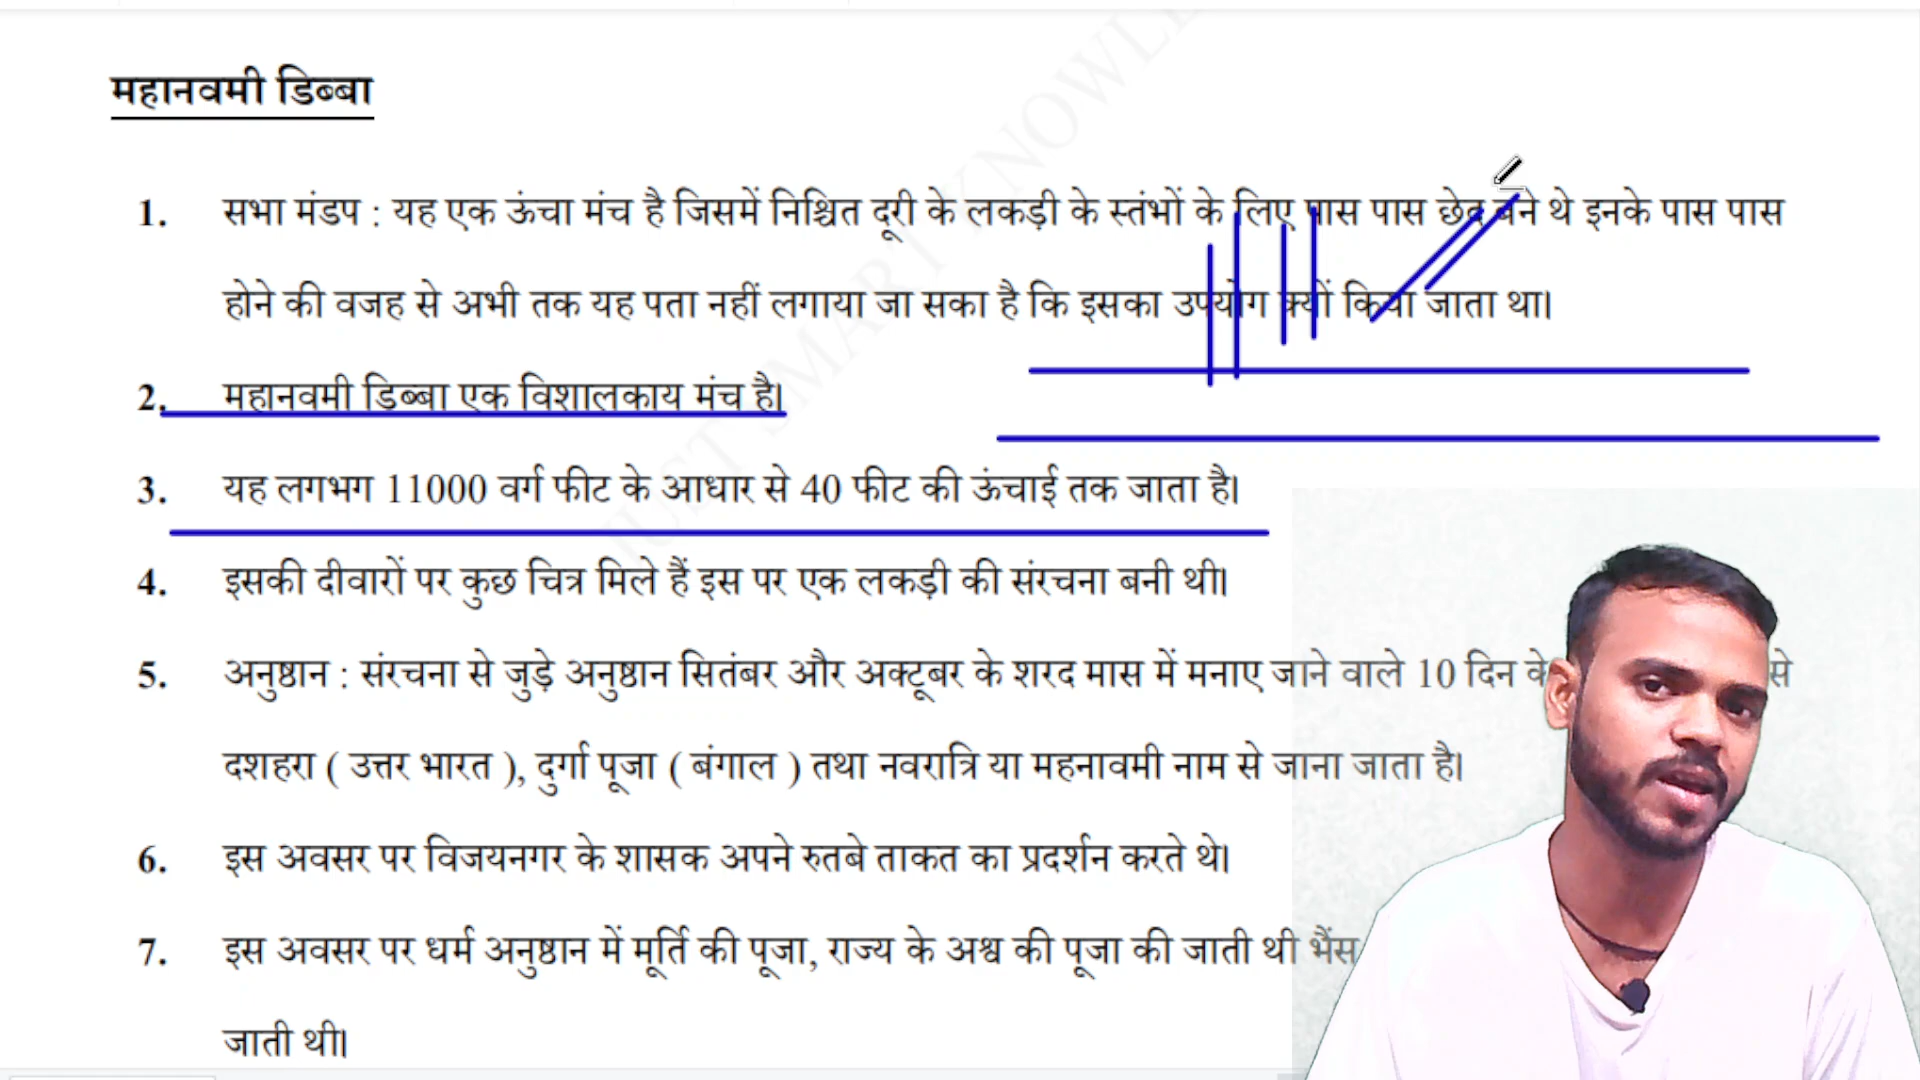 महानवमी डिब्बा
1. सभा मंडप : यह एक ऊंचा मंच है जिसमें निश्चित दूरी के लकड़ी के स्तंभों के लिए पास पास छेद बने थे इनके पास पास
होने की वजह से अभी तक यह पता नहीं लगाया जा सका है कि इसका उपयोग क्यों किया जाता था।
2. महानवमी डिब्बा एक विशालकाय मंच है।
3. यह लगभग 11000 वर्ग फीट के आधार से 40 फीट की ऊंचाई तक जाता है।
4. इसकी दीवारों पर कुछ चित्र मिले हैं इस पर एक लकड़ी की संरचना बनी थी।
5. अनुष्ठान : संरचना से जुड़े अनुष्ठान सितंबर और अक्टूबर के शरद मास में मनाए जाने वाले 10 दिन के से
दशहरा ( उत्तर भारत ), दुर्गा पूजा ( बंगाल ) तथा नवरात्रि या महनावमी नाम से जाना जाता है।
6. इस अवसर पर विजयनगर के शासक अपने रुतबे ताकत का प्रदर्शन करते थे।
7. इस अवसर पर धर्म अनुष्ठान में मूर्ति की पूजा, राज्य के अश्व की पूजा की जाती थी भैंस
जाती थी।
JUST SMART KNOWLE